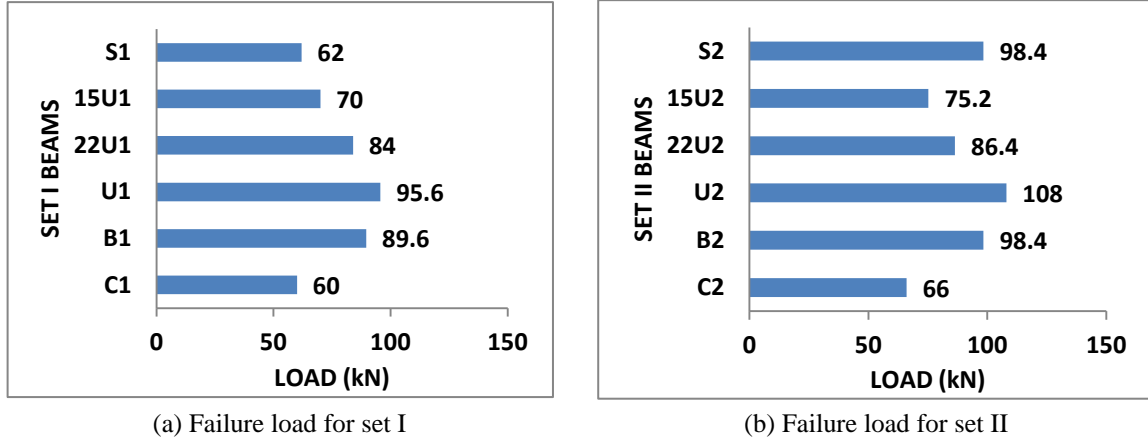 SET I BEAMS
S1 62
15U1 70
22U1 84
U1 95.6
B1 89.6
C1 60
0 50 100 150
LOAD (kN)
(a) Failure load for set I
SET II BEAMS
S2 98.4
15U2 75.2
22U2 86.4
U2 108
B2 98.4
C2 66
0 50 100 150
LOAD (kN)
(b) Failure load for set II